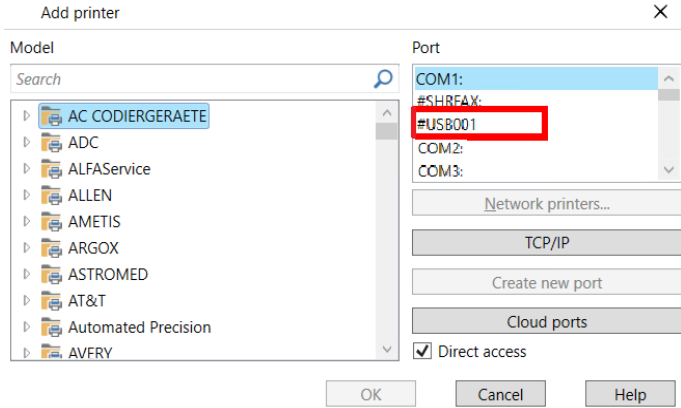 Add printer
Model
Search
AC CODIERGERAETE
ADC
ALFAService
ALLEN
AMETIS
ARGOX
ASTROMED
AT&T
Automated Precision
AVERY
Port
COM1:
#SHRFAX:
#USB001
COM2:
COM3:
Network printers...
TCP/IP
Create new port
Cloud ports
Direct access
OK
Cancel
Help